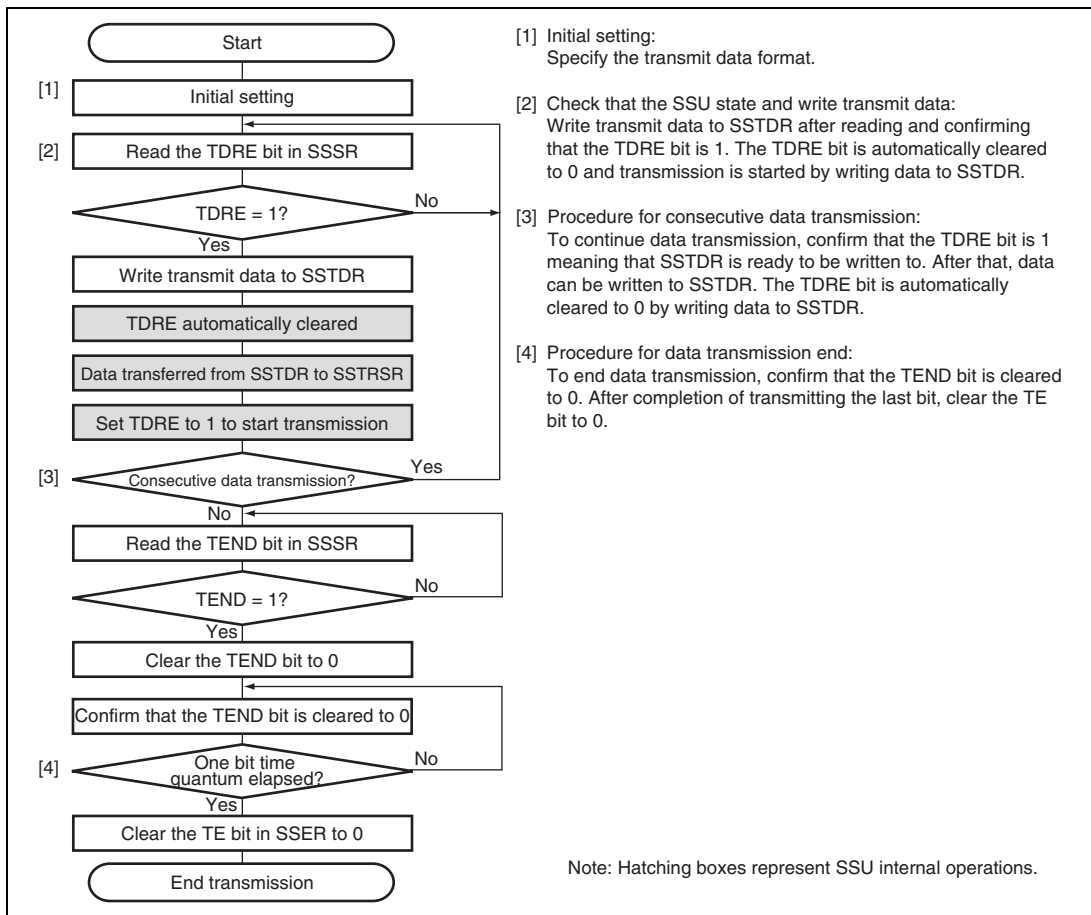 Start
[1] Initial setting
[2] Read the TDRE bit in SSSR
TDRE = 1?
No
Yes
Write transmit data to SSTDR
TDRE automatically cleared
Data transferred from SSTDR to SSTRSR
Set TDRE to 1 to start transmission
[3] Consecutive data transmission?
Yes
No
Read the TEND bit in SSSR
TEND = 1?
No
Yes
Clear the TEND bit to 0
Confirm that the TEND bit is cleared to 0
[4] One bit time
quantum elapsed?
No
Yes
Clear the TE bit in SSER to 0
End transmission
[1] Initial setting:
Specify the transmit data format.
[2] Check that the SSU state and write transmit data:
Write transmit data to SSTDR after reading and confirming
that the TDRE bit is 1. The TDRE bit is automatically cleared
to 0 and transmission is started by writing data to SSTDR.
[3] Procedure for consecutive data transmission:
To continue data transmission, confirm that the TDRE bit is 1
meaning that SSTDR is ready to be written to. After that, data
can be written to SSTDR. The TDRE bit is automatically
cleared to 0 by writing data to SSTDR.
[4] Procedure for data transmission end:
To end data transmission, confirm that the TEND bit is cleared
to 0. After completion of transmitting the last bit, clear the TE
bit to 0.
Note: Hatching boxes represent SSU internal operations.